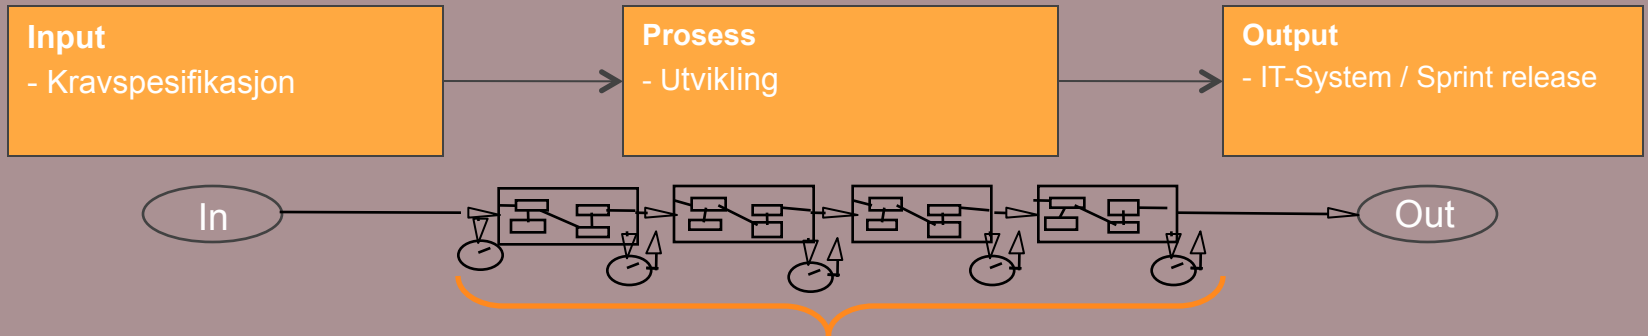 Input
- Kravspesifikasjon
Prosess
- Utvikling
Output
- IT-System / Sprint release
In
Out